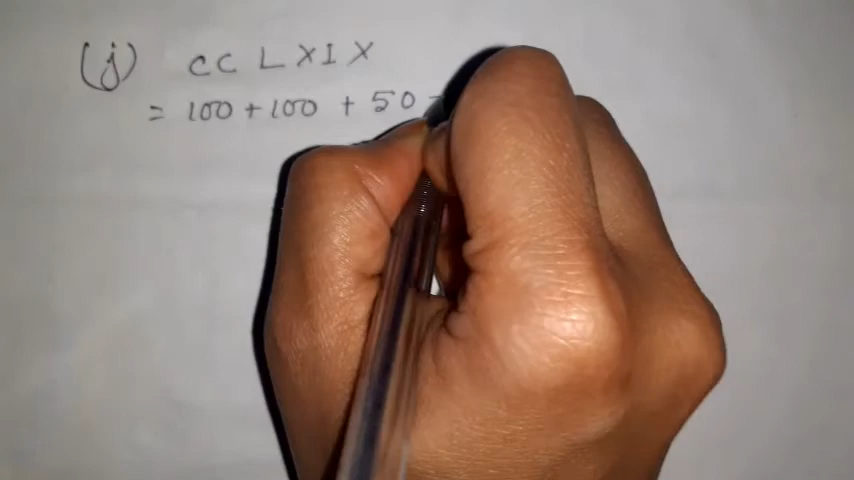 (j) CCLXIX
= 100 + 100 + 50